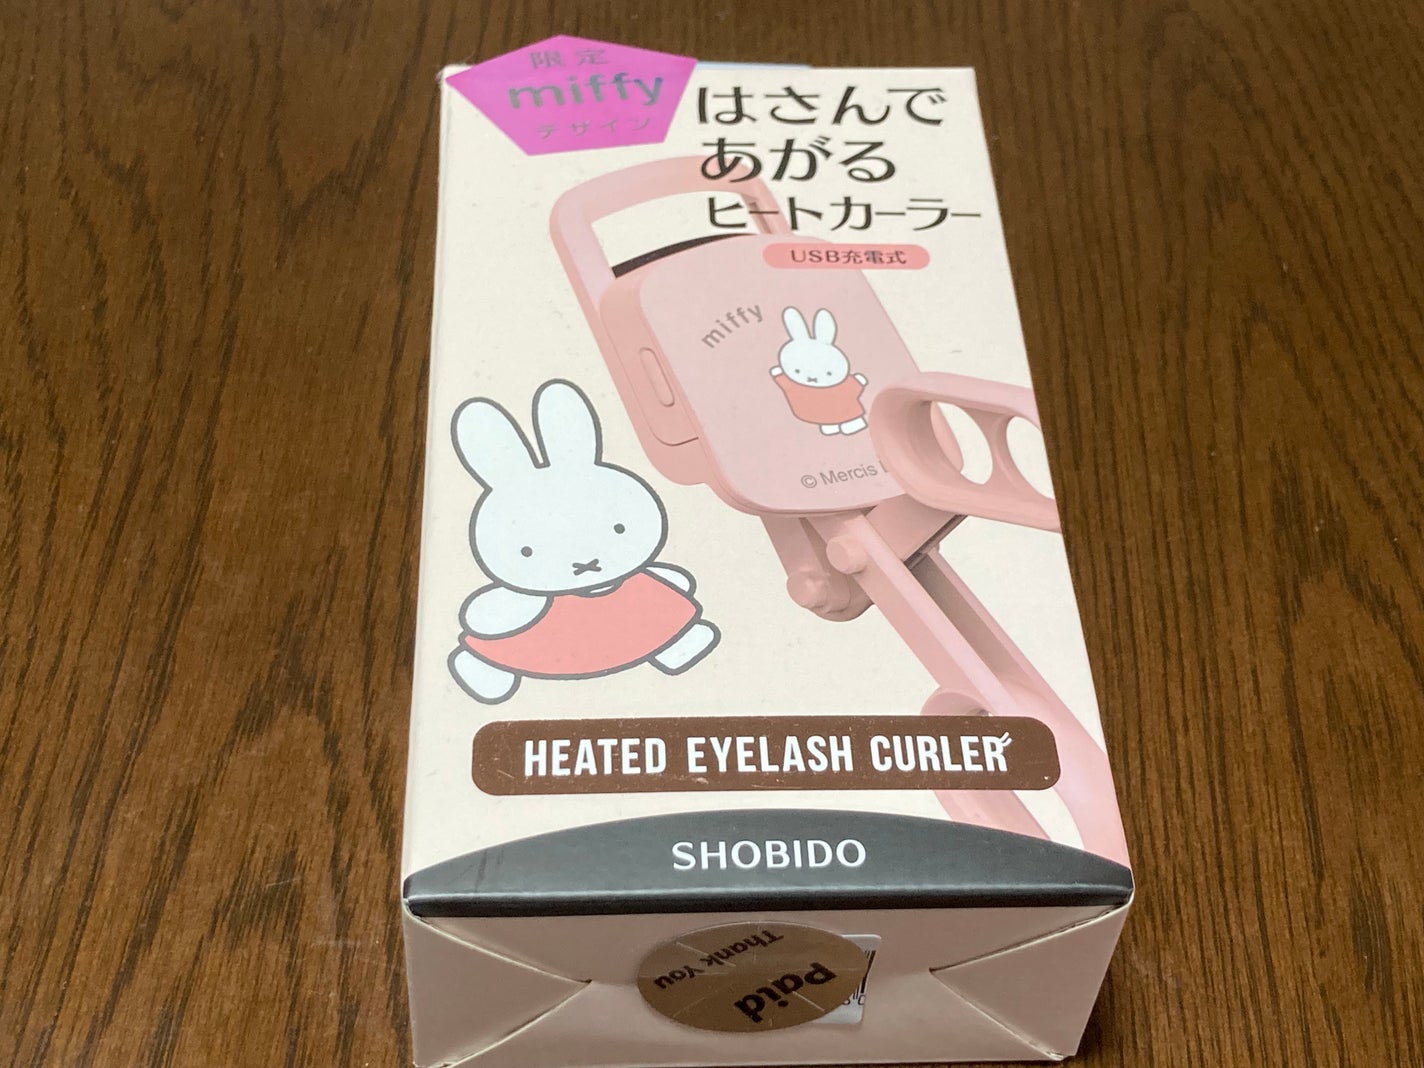 限定
miffy
デザイン
はさんで
あがる
ヒートカーラー
USB充電式
miffy
© Mercis
HEATED EYELASH CURLER
SHOBIDO
Thank You
Paid